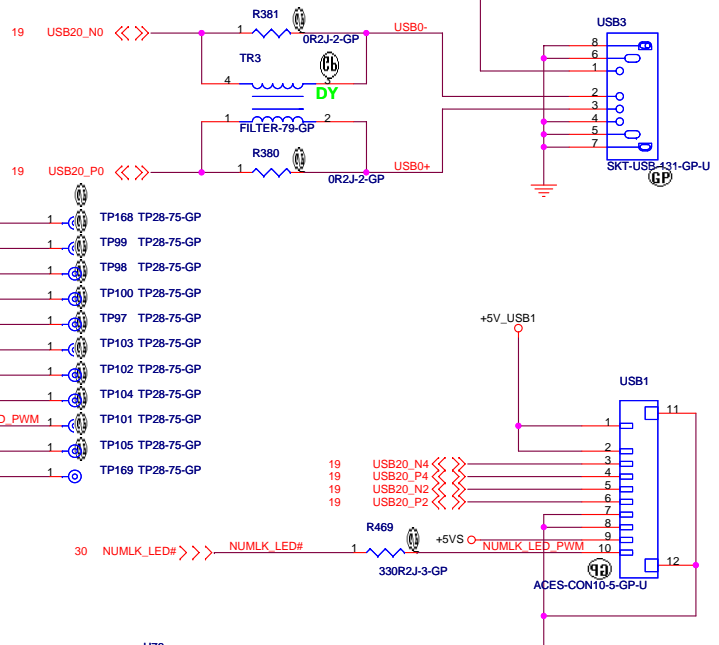 R381
19 USB20_N0 1 0R2J-2-GP USB0-
TR3
4 3
DY
1 2
FILTER-79-GP
R380
19 USB20_P0 1 0R2J-2-GP USB0+
USB3
8
6
1
2
3
4
5
7
SKT-USB-131-GP-U
GP
1 TP168 TP28-75-GP
1 TP99 TP28-75-GP
1 TP98 TP28-75-GP
1 TP100 TP28-75-GP
1 TP97 TP28-75-GP
1 TP103 TP28-75-GP
1 TP102 TP28-75-GP
1 TP104 TP28-75-GP
D_PWM 1 TP101 TP28-75-GP
1 TP105 TP28-75-GP
1 TP169 TP28-75-GP
+5V_USB1
USB1
1 11
2
19 USB20_N4 3
19 USB20_P4 4
19 USB20_N2 5
19 USB20_P2 6
7
8
+5VS 9
R469
30 NUMLK_LED# NUMLK_LED# 1 NUMLK_LED_PWM 10
330R2J-3-GP
12
ACES-CON10-5-GP-U